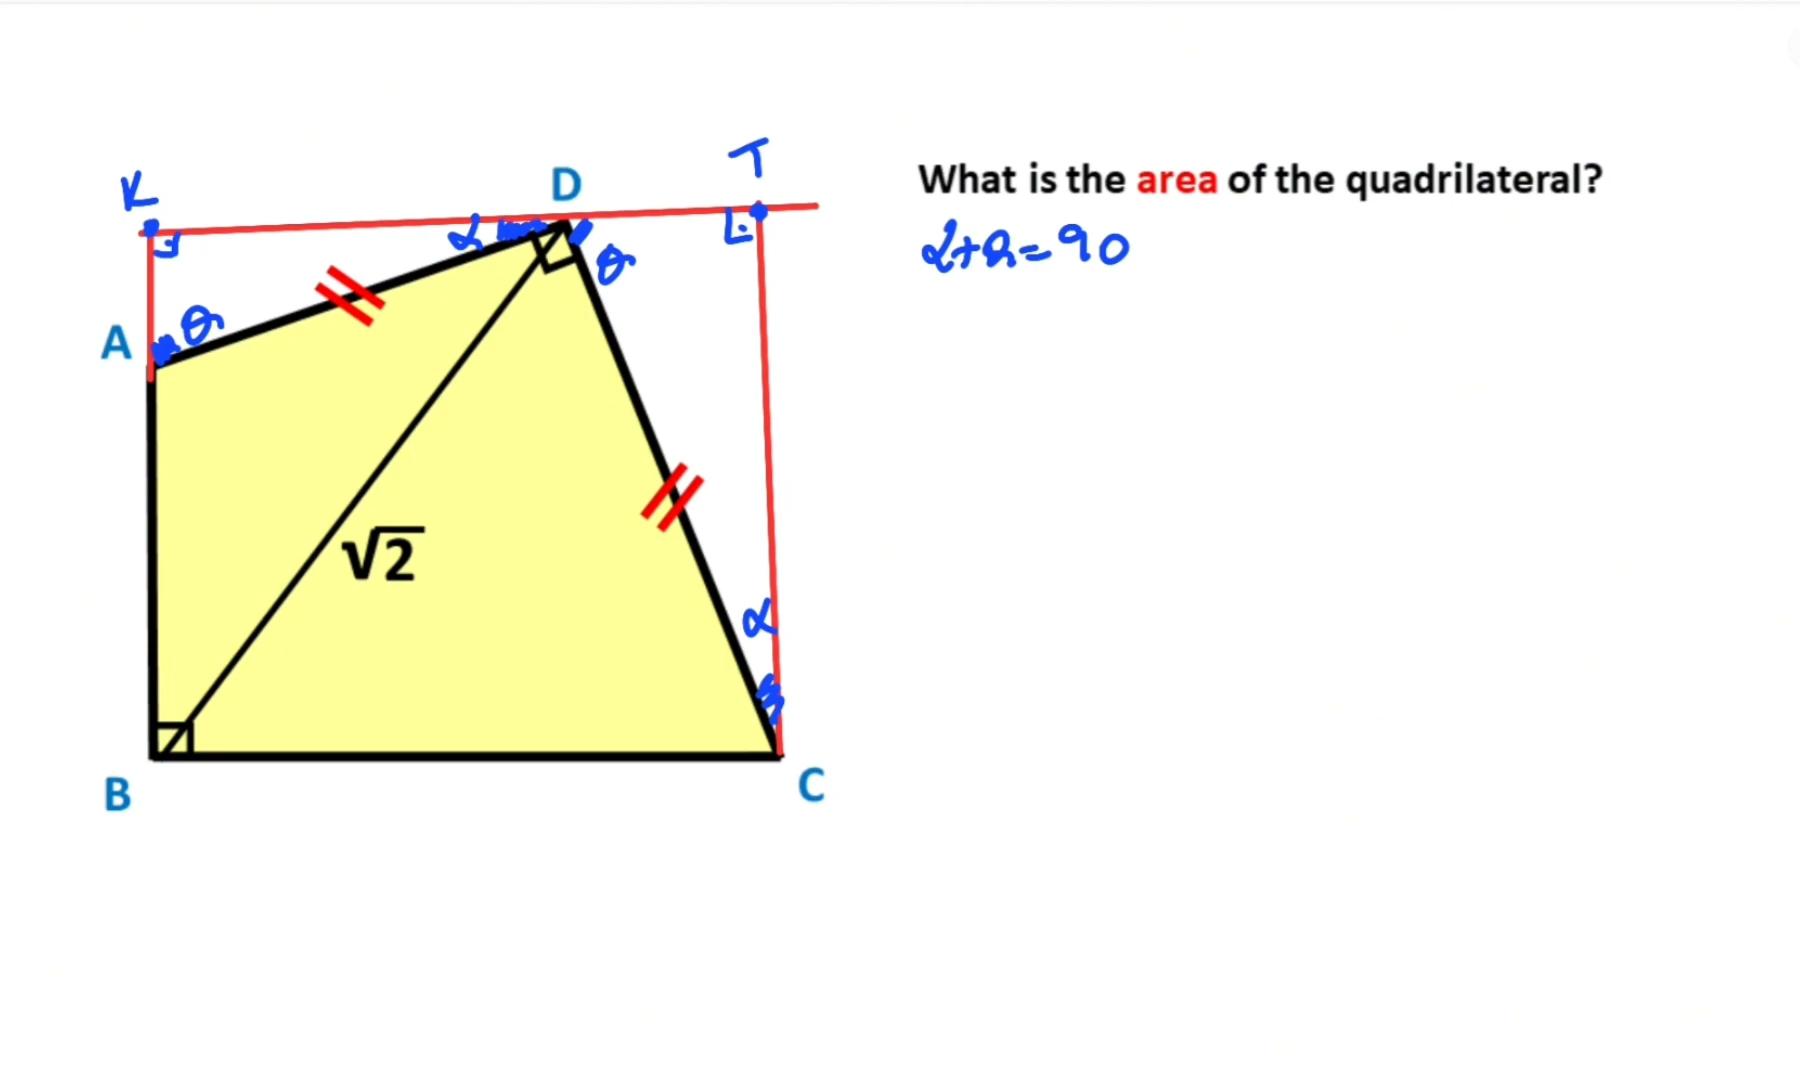 What is the area of the quadrilateral?
K
D
T
α
θ
α+θ=90
A
θ
√2
α
B
C